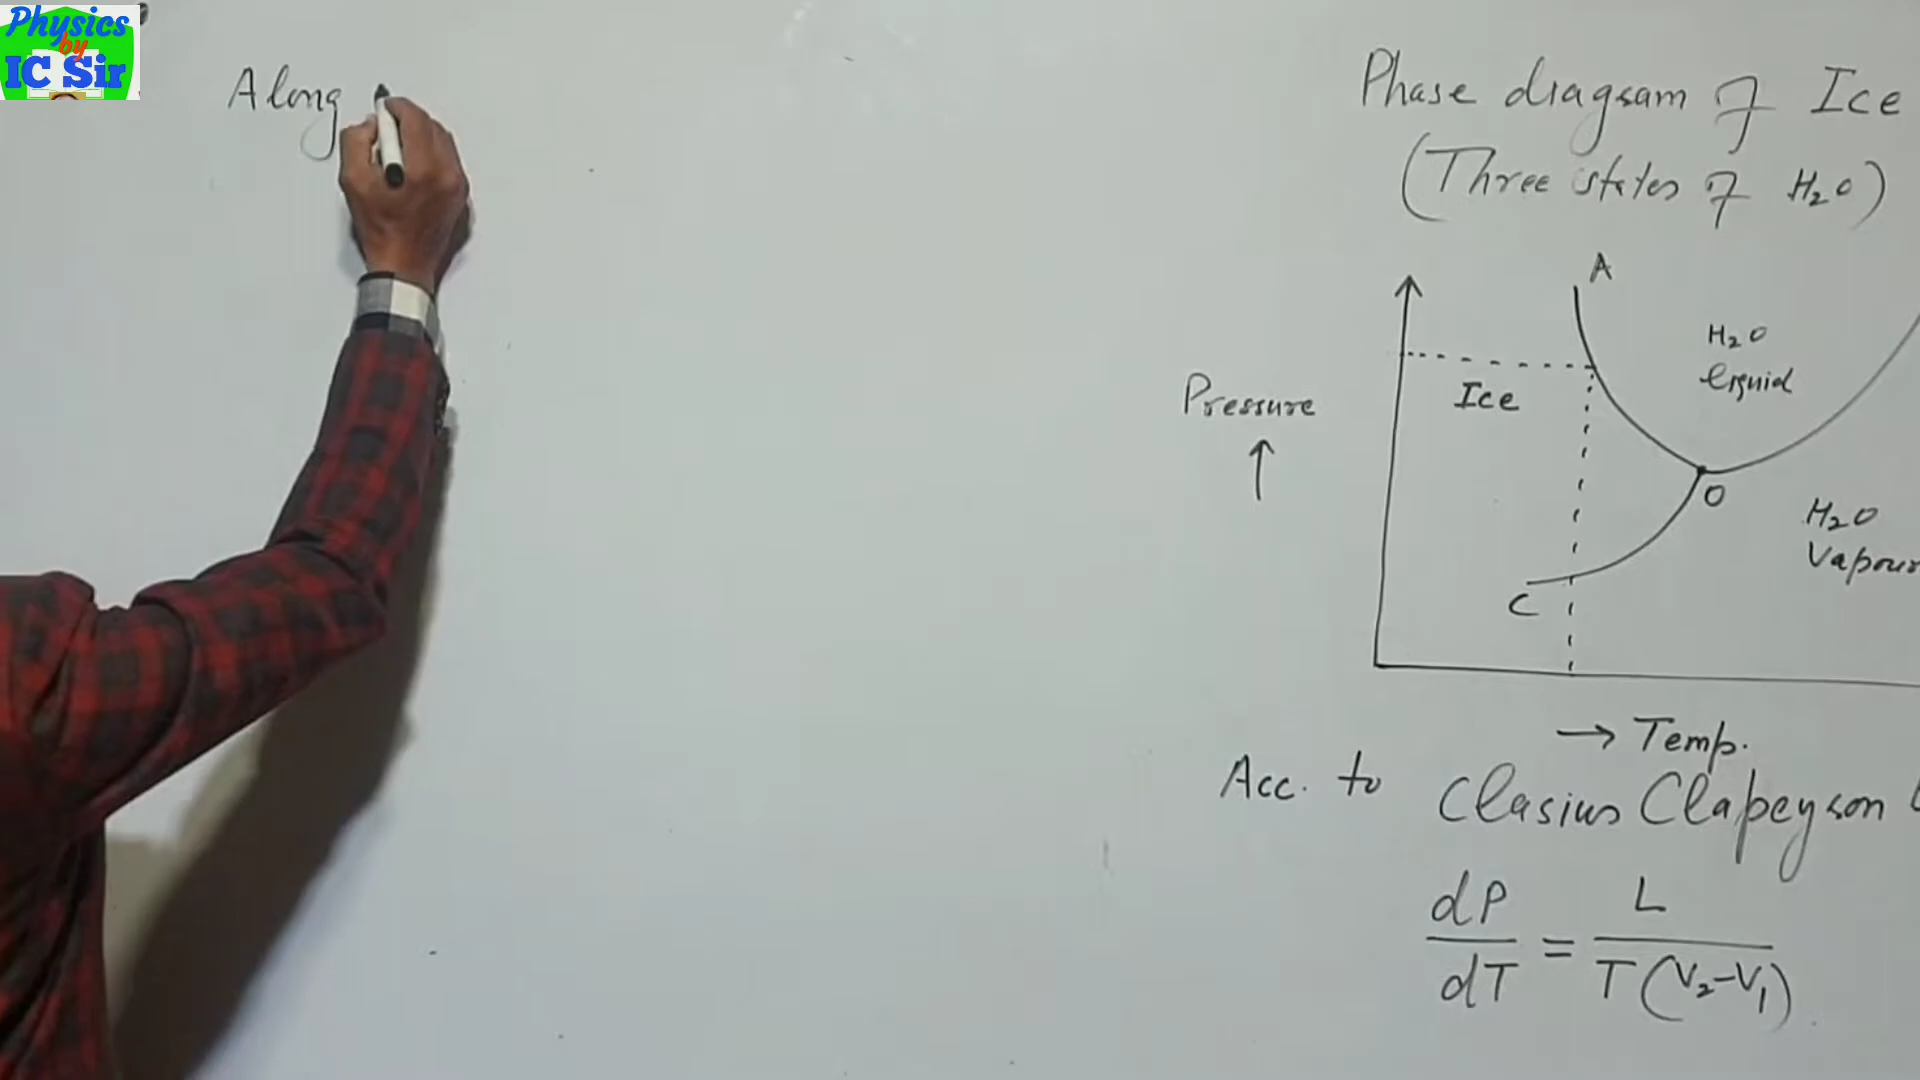 Physics
by
IC Sir
Along
Phase diagram of Ice
(Three states of H₂O)
A
H₂O
liquid
Pressure
↑
Ice
O
H₂O
Vapour
C
→ Temp.
Acc. to Clasius Clapeyron
dP/dT = L/T(V₂-V₁)